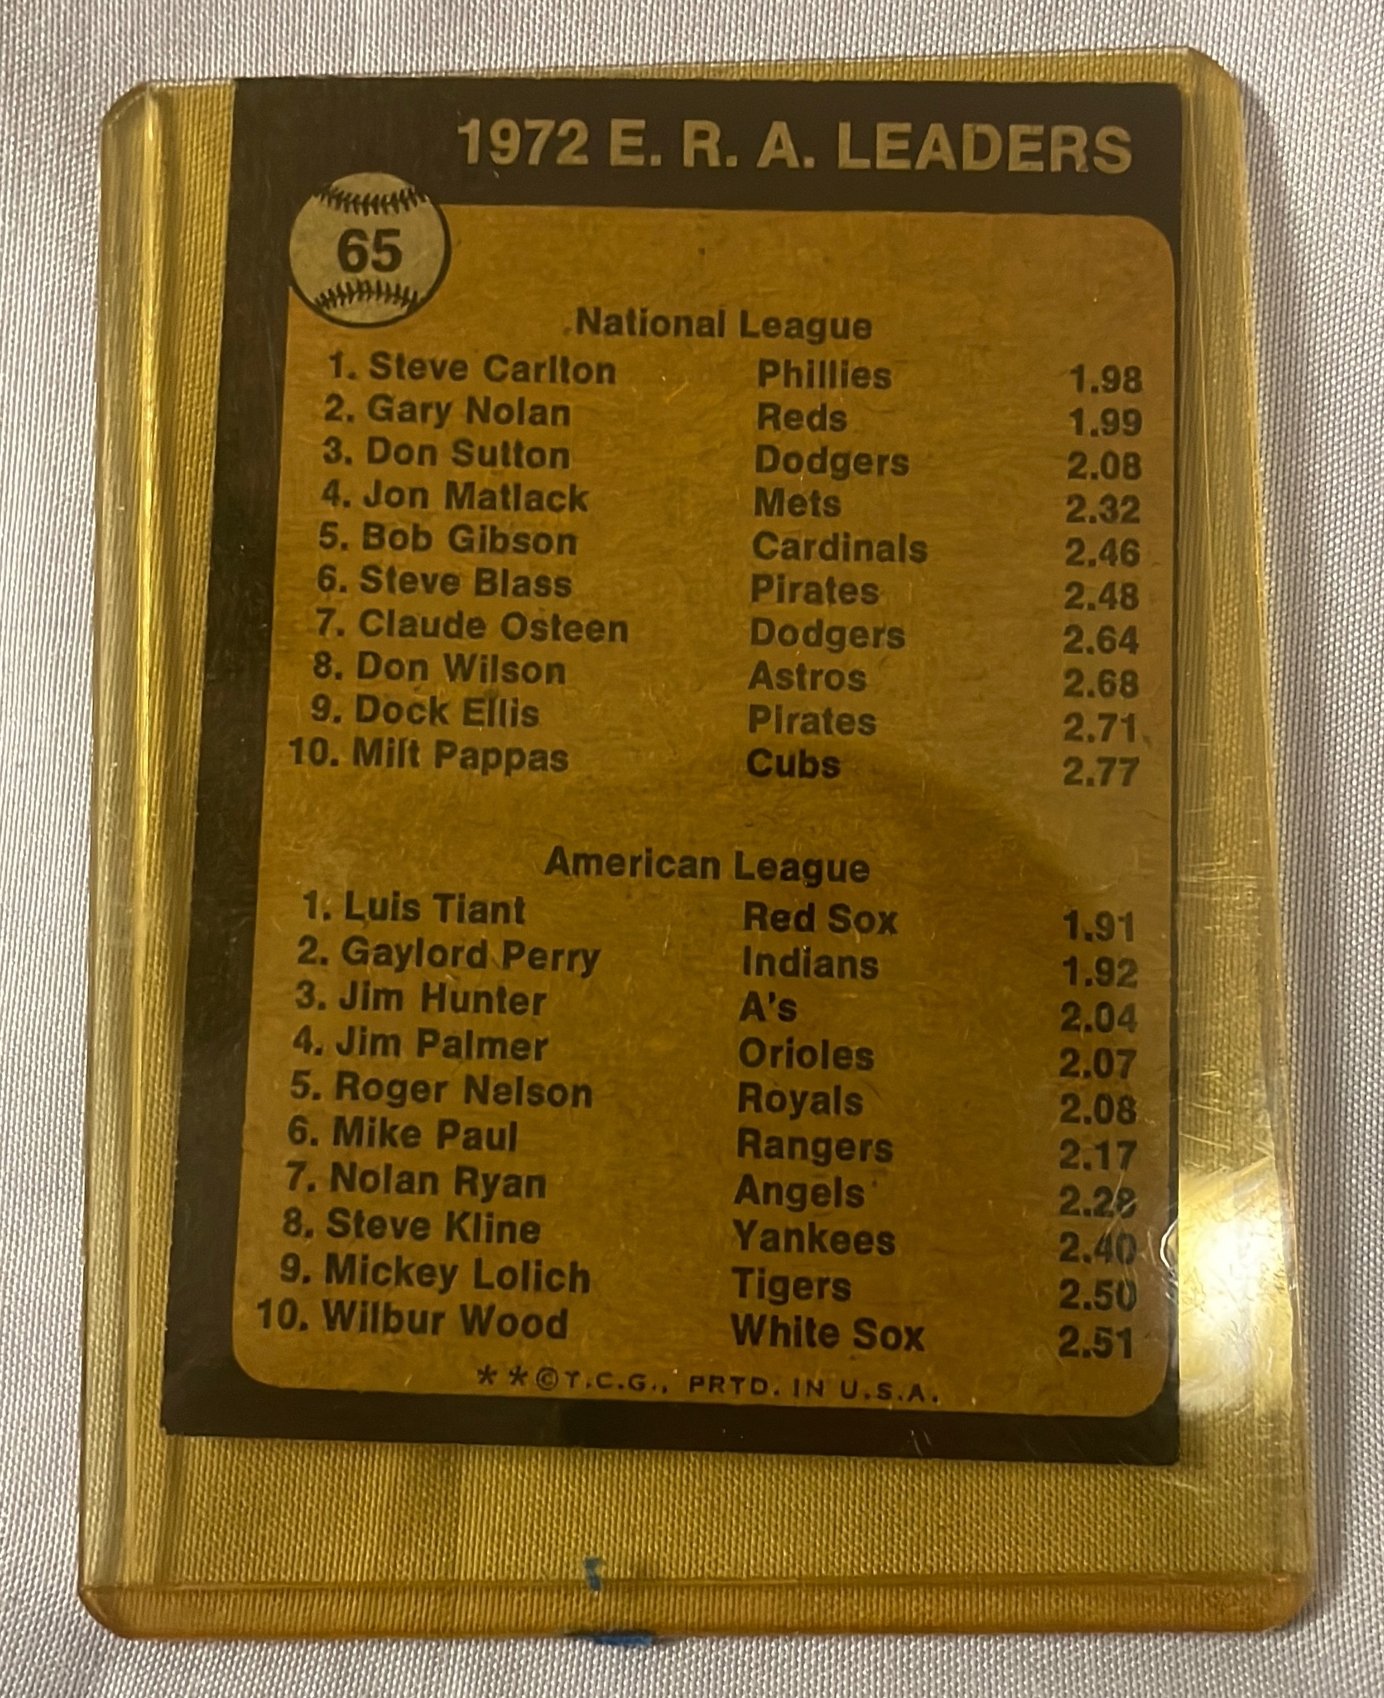 1972 E. R. A. LEADERS
65
National League
1. Steve Carlton Phillies 1.98
2. Gary Nolan Reds 1.99
3. Don Sutton Dodgers 2.08
4. Jon Matlack Mets 2.32
5. Bob Gibson Cardinals 2.46
6. Steve Blass Pirates 2.48
7. Claude Osteen Dodgers 2.64
8. Don Wilson Astros 2.68
9. Dock Ellis Pirates 2.71
10. Milt Pappas Cubs 2.77
American League
1. Luis Tiant Red Sox 1.91
2. Gaylord Perry Indians 1.92
3. Jim Hunter A's 2.04
4. Jim Palmer Orioles 2.07
5. Roger Nelson Royals 2.08
6. Mike Paul Rangers 2.17
7. Nolan Ryan Angels 2.28
8. Steve Kline Yankees 2.40
9. Mickey Lolich Tigers 2.50
10. Wilbur Wood White Sox 2.51
**©T.C.G., PRTD. IN U.S.A.